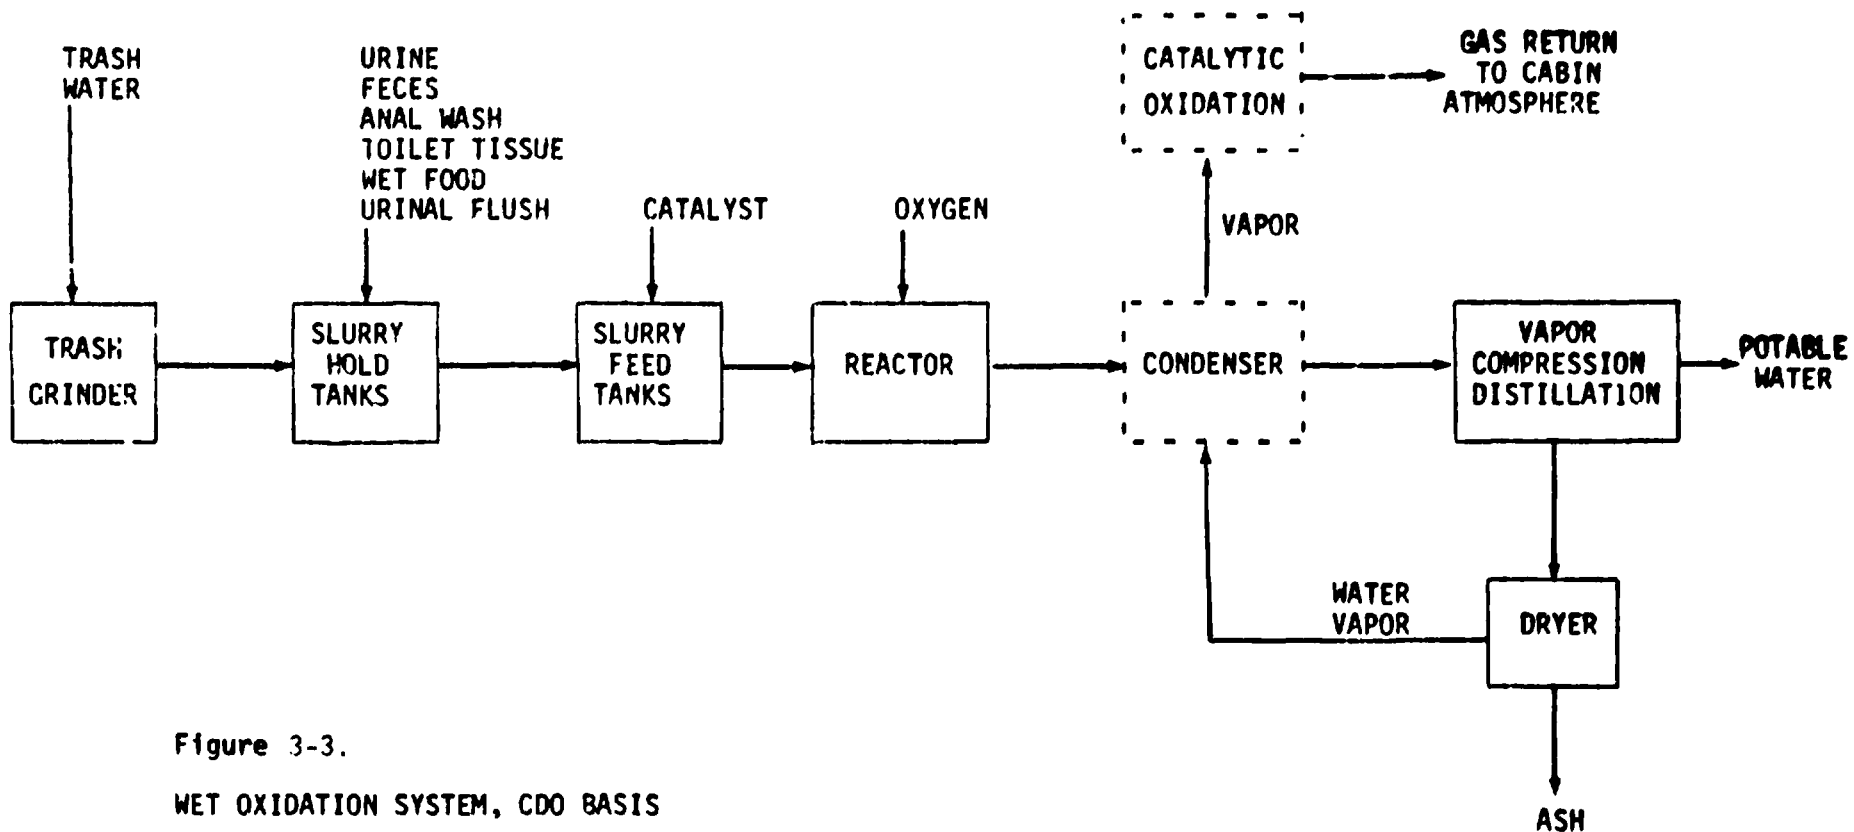 TRASH
WATER
URINE
FECES
ANAL WASH
TOILET TISSUE
WET FOOD
URINAL FLUSH
CATALYST
OXYGEN
CATALYTIC
OXIDATION
GAS RETURN
TO CABIN
ATMOSPHERE
VAPOR
TRASH
GRINDER
SLURRY
HOLD
TANKS
SLURRY
FEED
TANKS
REACTOR
CONDENSER
VAPOR
COMPRESSION
DISTILLATION
POTABLE
WATER
WATER
VAPOR
DRYER
ASH
Figure 3-3.
WET OXIDATION SYSTEM, CDO BASIS